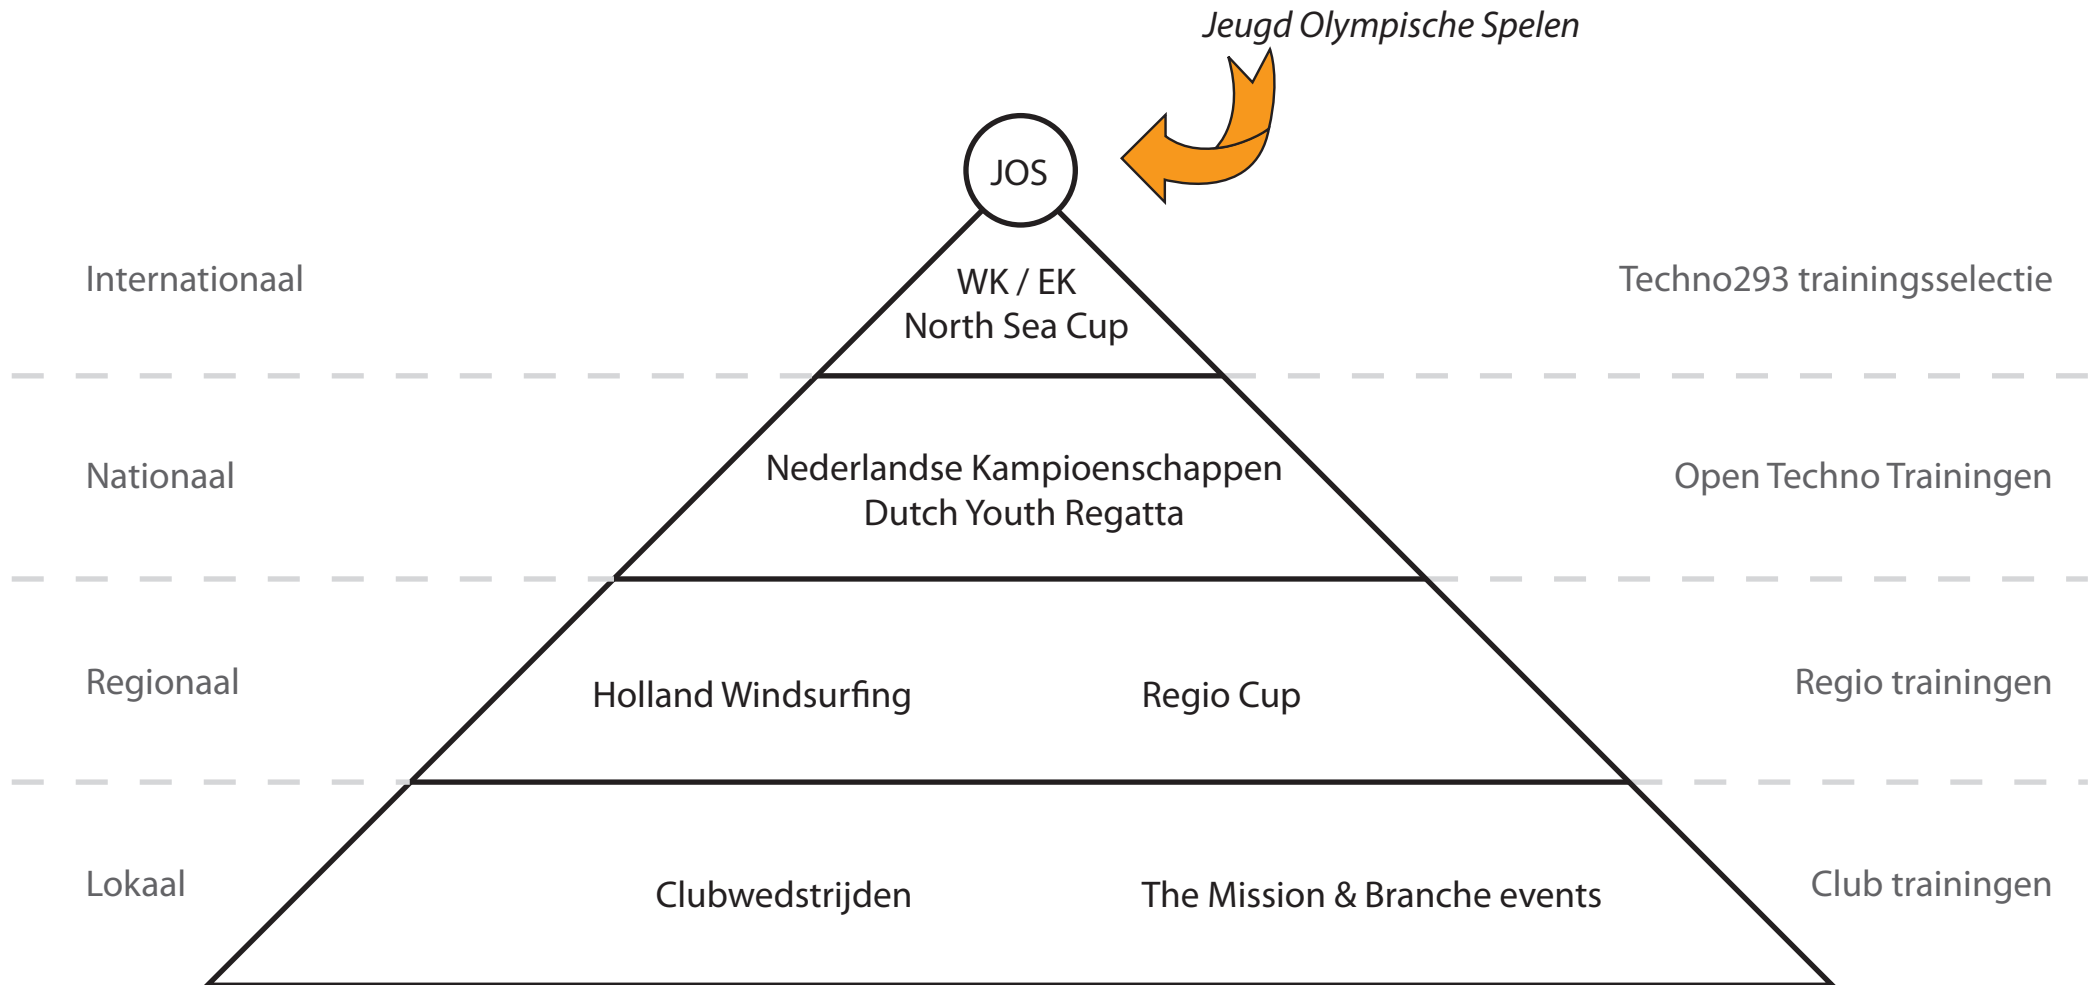 Jeugd Olympische Spelen
JOS
Internationaal
WK / EK
North Sea Cup
Techno293 trainingsselectie
Nationaal
Nederlandse Kampioenschappen
Dutch Youth Regatta
Open Techno Trainingen
Regionaal
Holland Windsurfing
Regio Cup
Regio trainingen
Lokaal
Clubwedstrijden
The Mission & Branche events
Club trainingen